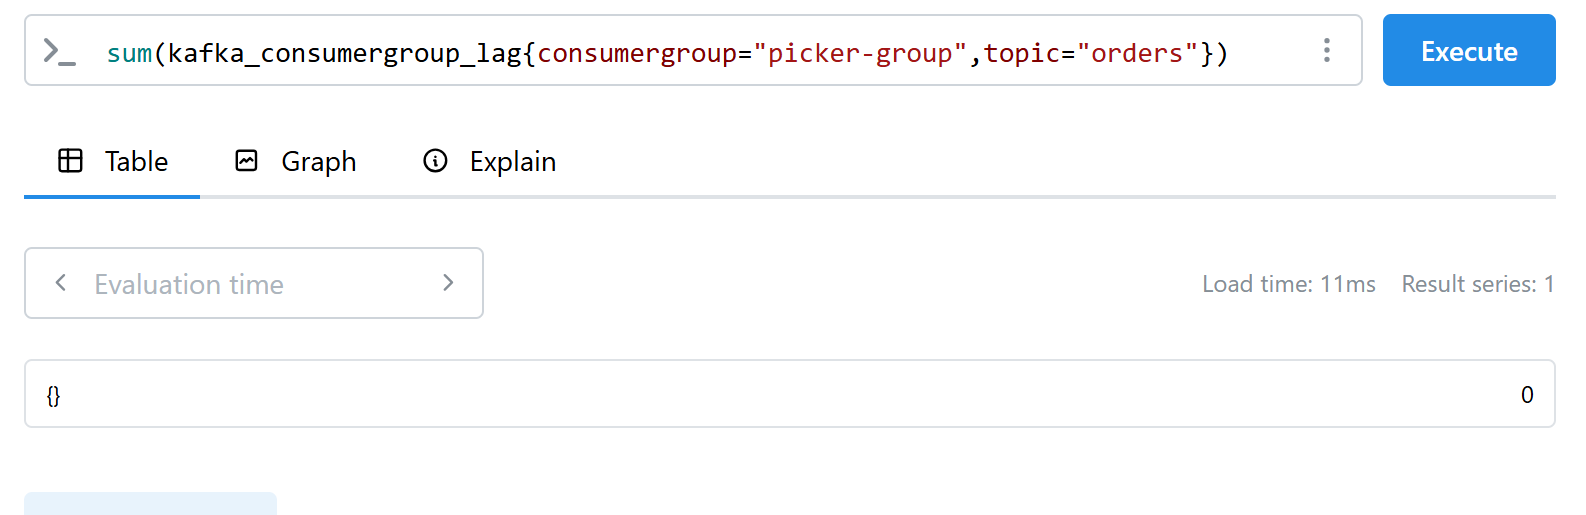 >_ sum(kafka_consumergroup_lag{consumergroup="picker-group",topic="orders"})
Execute
Table Graph Explain
Evaluation time
Load time: 11ms Result series: 1
{} 0